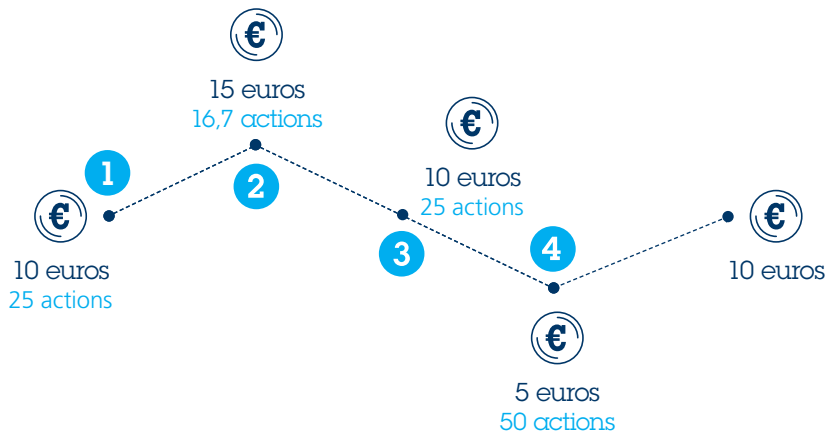 €
15 euros
16,7 actions
€
10 euros
25 actions
1
2
3
4
€
10 euros
25 actions
€
10 euros
€
5 euros
50 actions